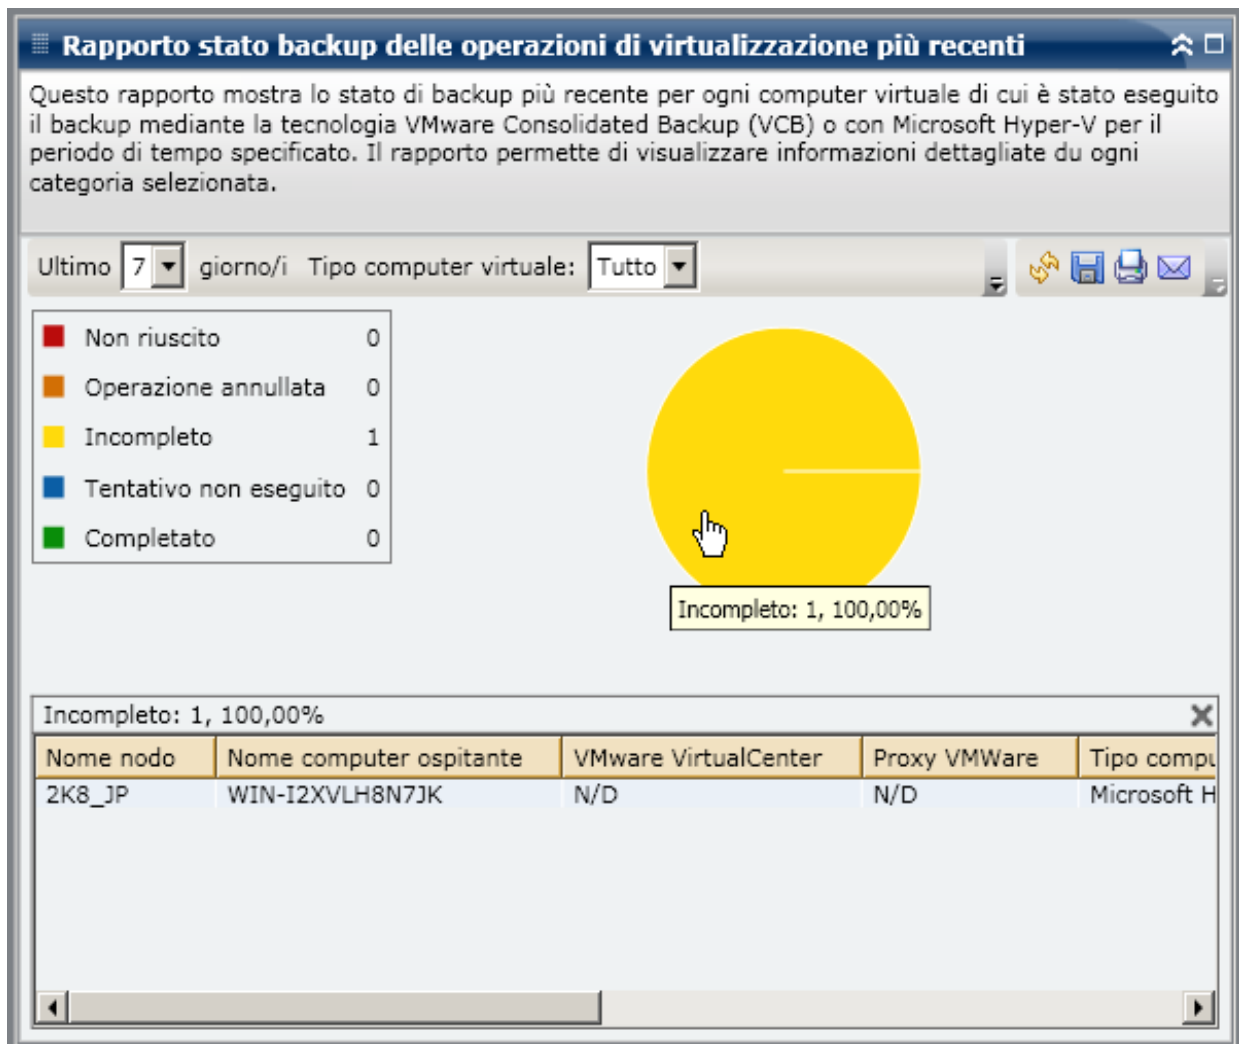 Rapporto stato backup delle operazioni di virtualizzazione più recenti
Questo rapporto mostra lo stato di backup più recente per ogni computer virtuale di cui è stato eseguito
il backup mediante la tecnologia VMware Consolidated Backup (VCB) o con Microsoft Hyper-V per il
periodo di tempo specificato. Il rapporto permette di visualizzare informazioni dettagliate du ogni
categoria selezionata.
Ultimo 7 giorno/i Tipo computer virtuale: Tutto
Non riuscito 0
Operazione annullata 0
Incompleto 1
Tentativo non eseguito 0
Completato 0
Incompleto: 1, 100,00%
Incompleto: 1, 100,00%
Nome nodo Nome computer ospitante VMware VirtualCenter Proxy VMWare Tipo compu
2K8_JP WIN-I2XVLH8N7JK N/D N/D Microsoft H